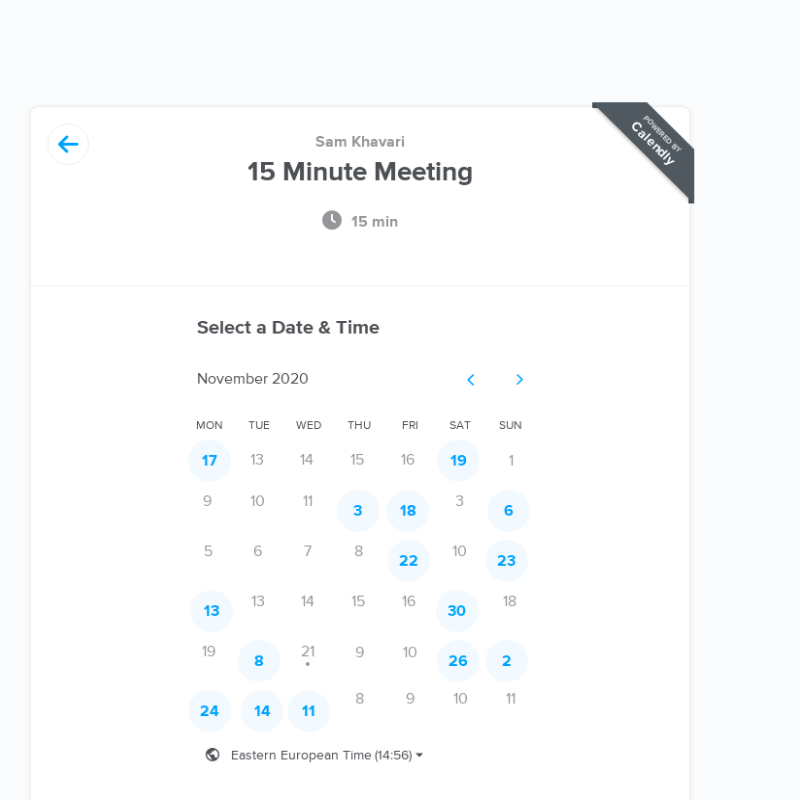 POWERED BY
Calendly
Sam Khavari
15 Minute Meeting
15 min
Select a Date & Time
November 2020
MON TUE WED THU FRI SAT SUN
17 13 14 15 16 19 1
9 10 11 3 18 3 6
5 6 7 8 22 10 23
13 13 14 15 16 30 18
19 8 21 9 10 26 2
24 14 11 8 9 10 11
Eastern European Time (14:56)